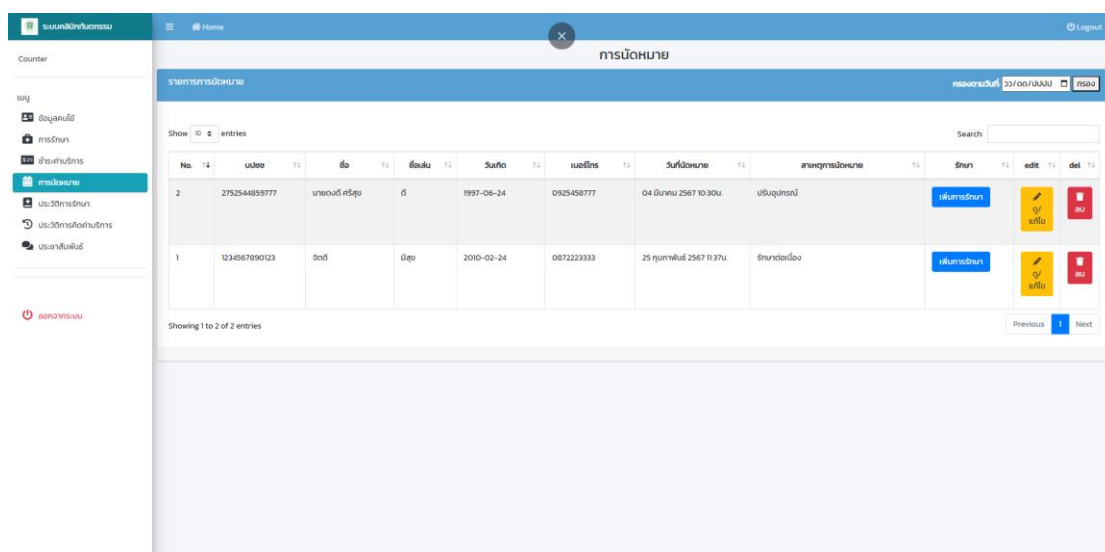 ระบบคลินิกทันตกรรม
Home
Logout
Counter
การนัดหมาย
รายการการนัดหมาย
กรองตามวันที่: วว/ดด/ปปปป กรอง
เมนู
ข้อมูลคนไข้
การรักษา
ชำระค่าบริการ
การนัดหมาย
ประวัติการรักษา
ประวัติการคิดค่าบริการ
ประชาสัมพันธ์
ออกจากระบบ
Show 10 entries
Search:
No. บปชช ชื่อ ชื่อเล่น วันเกิด เบอร์โทร วันที่นัดหมาย สาเหตุการนัดหมาย รักษา edit del
2 2752544859777 นายดงดี ศรีสุข ดี 1997-06-24 0925458777 04 มีนาคม 2567 10:30น. ปรับอุปกรณ์ เพิ่มการรักษา ดู/แก้ไข ลบ
1 1234567890123 จิตดี มีสุข 2010-02-24 0872223333 25 กุมภาพันธ์ 2567 11:37น. รักษาต่อเนื่อง เพิ่มการรักษา ดู/แก้ไข ลบ
Showing 1 to 2 of 2 entries
Previous 1 Next